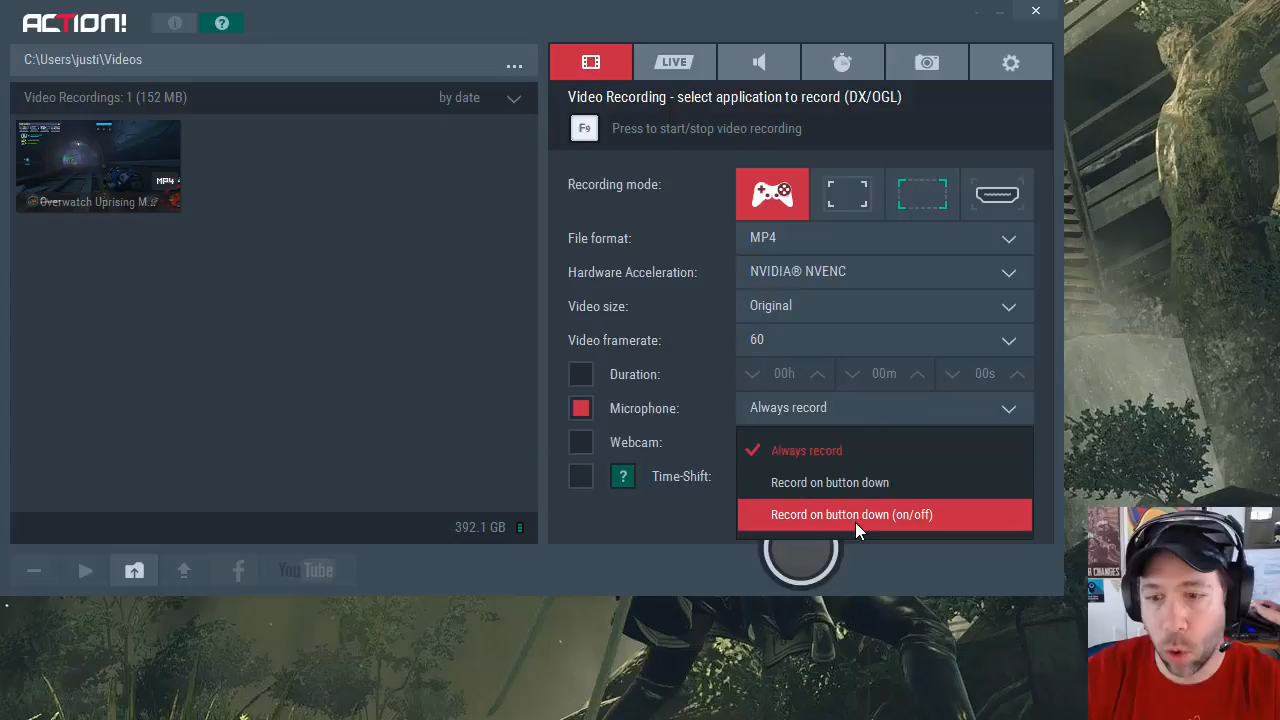 ACTION!
i
?
C:\Users\justi\Videos
...
Video Recordings: 1 (152 MB)
by date
MP4
Overwatch Uprising M...
392.1 GB
f
YouTube
LIVE
Video Recording - select application to record (DX/OGL)
F9
Press to start/stop video recording
Recording mode:
File format:
MP4
Hardware Acceleration:
NVIDIA® NVENC
Video size:
Original
Video framerate:
60
Duration:
00h
00m
00s
Microphone:
Always record
Webcam:
Always record
Record on button down
?
Time-Shift:
Record on button down (on/off)